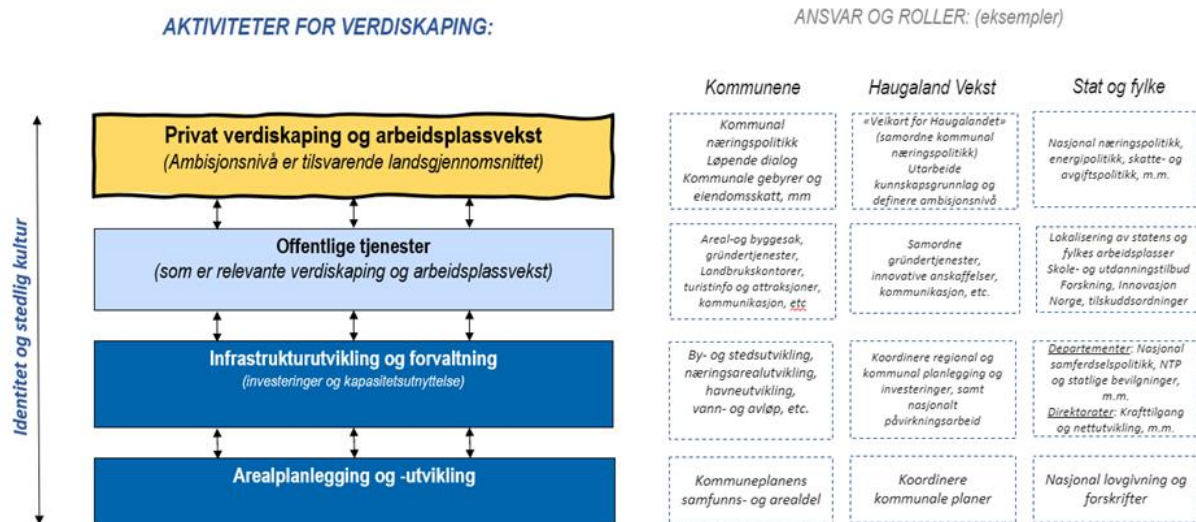 AKTIVITETER FOR VERDISKAPING:
ANSVAR OG ROLLER: (eksempler)
Identitet og stedlig kultur
Kommunene
Haugaland Vekst
Stat og fylke
Privat verdiskaping og arbeidsplassvekst
(Ambisjonsnivå er tilsvarende landsgjennomsnittet)
Kommunal
næringspolitikk
Løpende dialog
Kommunale gebyrer og
eiendomsskatt, mm
«Veikart for Haugalandet»
(samordne kommunal
næringspolitikk)
Utarbeide
kunnskapsgrunnlag og
definere ambisjonsnivå
Nasjonal næringspolitikk,
energipolitikk, skatte- og
avgiftspolitikk, m.m.
Offentlige tjenester
(som er relevante verdiskaping og arbeidsplassvekst)
Areal-og byggesak,
gründertjenester,
Landbrukskontorer,
turistinfo og attraksjoner,
kommunikasjon, etc
Samordne
gründertjenester,
innovative anskaffelser,
kommunikasjon, etc.
Lokalisering av statens og
fylkes arbeidsplasser
Skole- og utdanningstilbud
Forskning, Innovasjon
Norge, tilskuddsordninger
Infrastrukturutvikling og forvaltning
(investeringer og kapasitetsutnyttelse)
By- og stedsutvikling,
næringsarealutvikling,
havneutvikling,
vann- og avløp, etc.
Koordinere regional og
kommunal planlegging og
investeringer, samt
nasjonalt
påvirkningsarbeid
Departementer: Nasjonal
samferdselspolitikk, NTP
og statlige bevilgninger,
m.m.
Direktorater: Krafttilgang
og nettutvikling, m.m.
Arealplanlegging og -utvikling
Kommuneplanens
samfunns- og arealdel
Koordinere
kommunale planer
Nasjonal lovgivning og
forskrifter